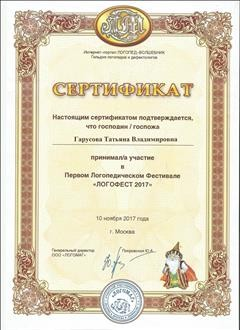 Интернет-портал ЛОГОПЕД-ВОЛШЕБНИК
Гильдия логопедов и дефектологов
СЕРТИФИКАТ
Настоящим сертификатом подтверждается,
что господин / госпожа
Гарусова Татьяна Владимировна
принимал/а участие
в
Первом Логопедическом Фестивале
«ЛОГОФЕСТ 2017»
10 ноября 2017 года
г. Москва
Генеральный директор
ООО «ЛОГОМАГ»
Покровская Ю.А.
ЛОГОМАГ